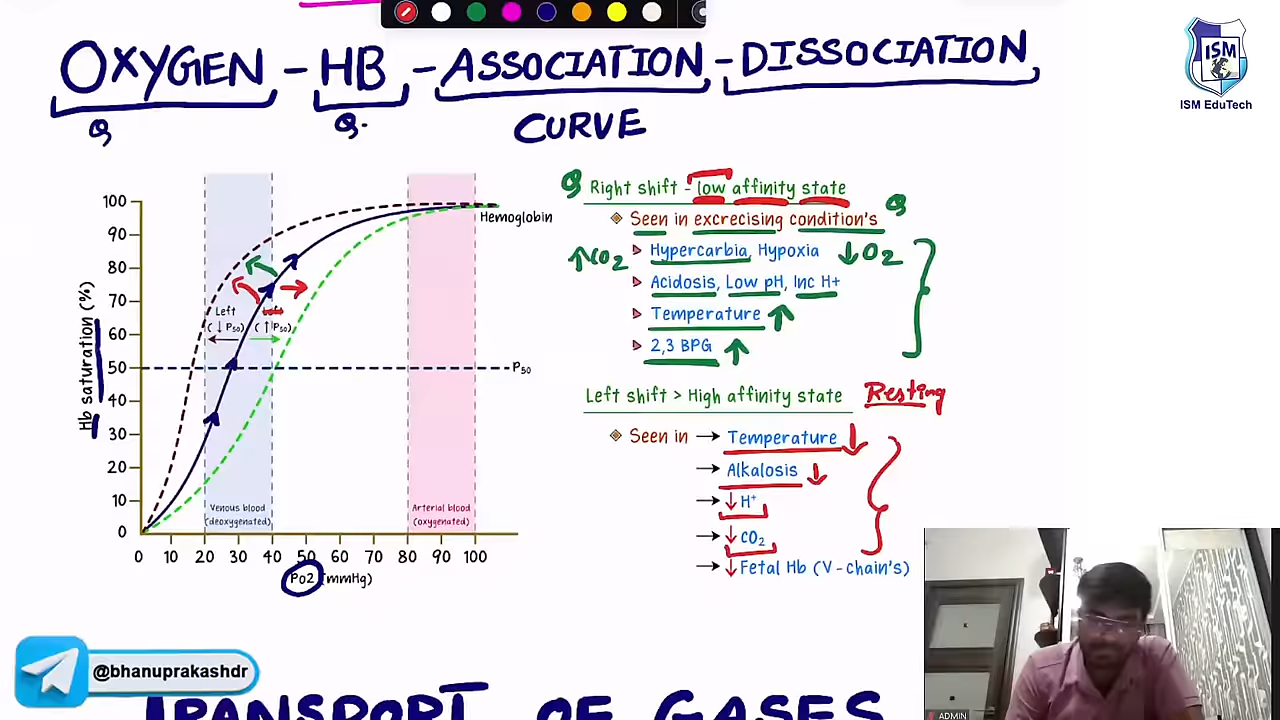 OXYGEN - HB - ASSOCIATION - DISSOCIATION
CURVE
ISM
ISM EduTech
Right shift - low affinity state
Seen in excrecising condition's
↑CO2 Hypercarbia, Hypoxia ↓O2
Acidosis, Low pH, Inc H+
Temperature ↑
2,3 BPG ↑
Left shift > High affinity state Resting
Seen in → Temperature ↓
→ Alkalosis ↓
→ ↓ H+
→ ↓ CO2
→ ↓ Fetal Hb (V-chain's)
Hb saturation (%)
100
90
80
70
60
50
40
30
20
10
0
0 10 20 30 40 50 60 70 80 90 100
Po2 (mmHg)
Hemoglobin
P50
Left
(↓ P50)
(↑ P50)
Venous blood
(deoxygenated)
Arterial blood
(oxygenated)
@bhanuprakashdr
TRANSPORT OF GASES
K
ADMIN